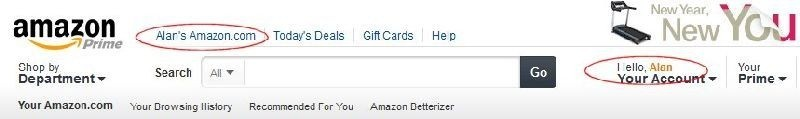 amazon
Prime
Alan's Amazon.com Today's Deals Gift Cards Help
New Year,
New You
Shop by
Department
Search All Go
Hello, Alan
Your Account
Your
Prime
Your Amazon.com Your Browsing History Recommended For You Amazon Betterizer